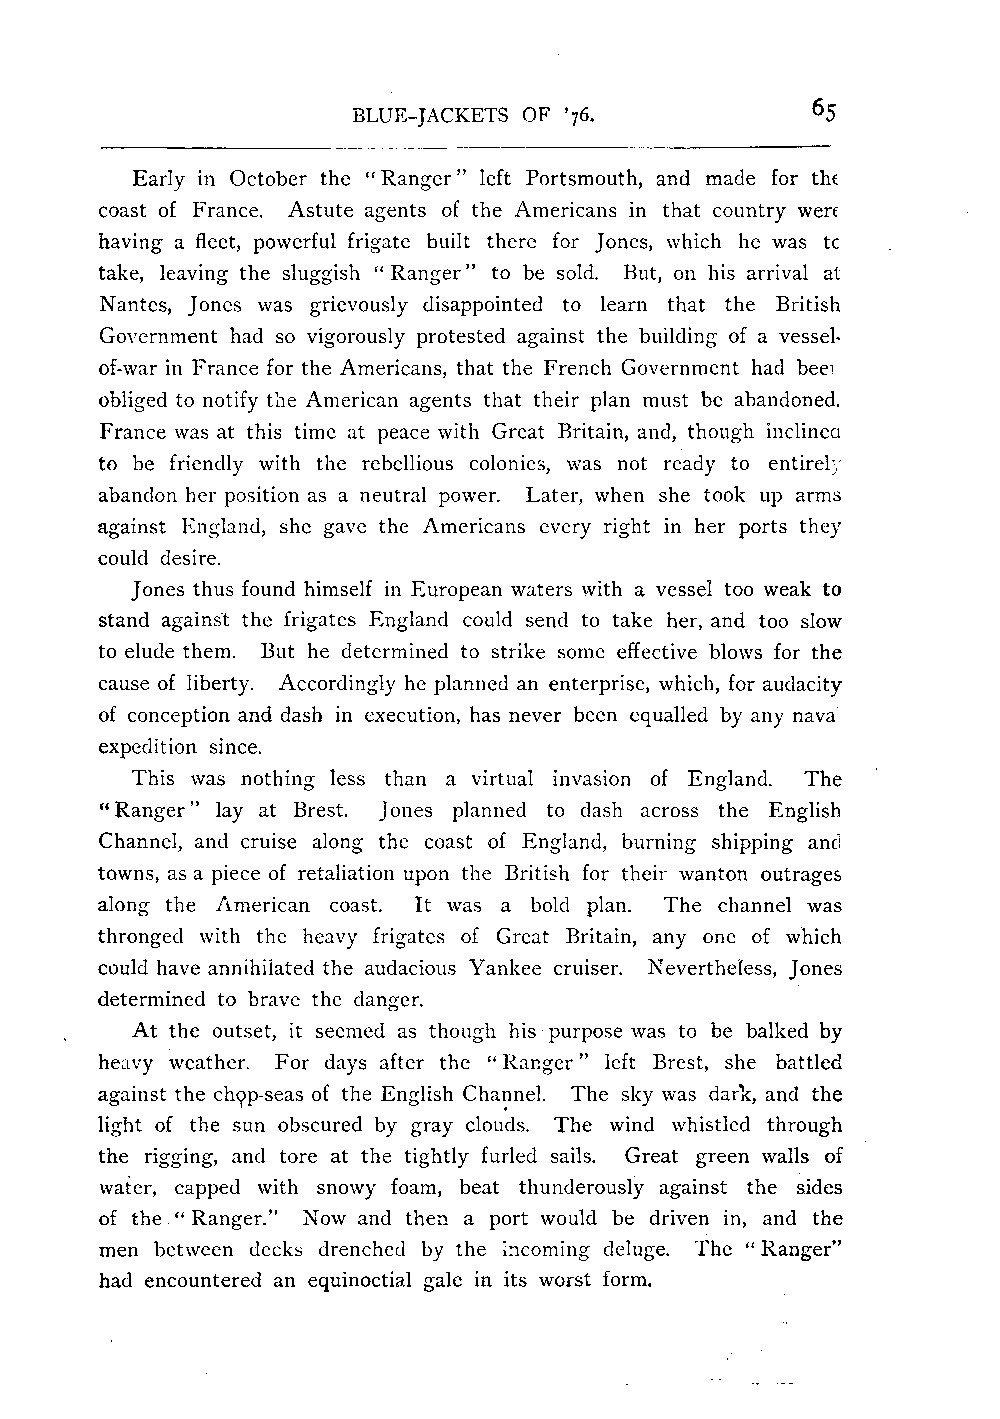 BLUE-JACKETS OF '76. 65
Early in October the "Ranger" left Portsmouth, and made for the
coast of France. Astute agents of the Americans in that country were
having a fleet, powerful frigate built there for Jones, which he was to
take, leaving the sluggish "Ranger" to be sold. But, on his arrival at
Nantes, Jones was grievously disappointed to learn that the British
Government had so vigorously protested against the building of a vessel-
of-war in France for the Americans, that the French Government had been
obliged to notify the American agents that their plan must be abandoned.
France was at this time at peace with Great Britain, and, though inclined
to be friendly with the rebellious colonies, was not ready to entirely
abandon her position as a neutral power. Later, when she took up arms
against England, she gave the Americans every right in her ports they
could desire.
Jones thus found himself in European waters with a vessel too weak to
stand against the frigates England could send to take her, and too slow
to elude them. But he determined to strike some effective blows for the
cause of liberty. Accordingly he planned an enterprise, which, for audacity
of conception and dash in execution, has never been equalled by any naval
expedition since.
This was nothing less than a virtual invasion of England. The
"Ranger" lay at Brest. Jones planned to dash across the English
Channel, and cruise along the coast of England, burning shipping and
towns, as a piece of retaliation upon the British for their wanton outrages
along the American coast. It was a bold plan. The channel was
thronged with the heavy frigates of Great Britain, any one of which
could have annihilated the audacious Yankee cruiser. Nevertheless, Jones
determined to brave the danger.
At the outset, it seemed as though his purpose was to be balked by
heavy weather. For days after the "Ranger" left Brest, she battled
against the chop-seas of the English Channel. The sky was dark, and the
light of the sun obscured by gray clouds. The wind whistled through
the rigging, and tore at the tightly furled sails. Great green walls of
water, capped with snowy foam, beat thunderously against the sides
of the "Ranger." Now and then a port would be driven in, and the
men between decks drenched by the incoming deluge. The "Ranger"
had encountered an equinoctial gale in its worst form.